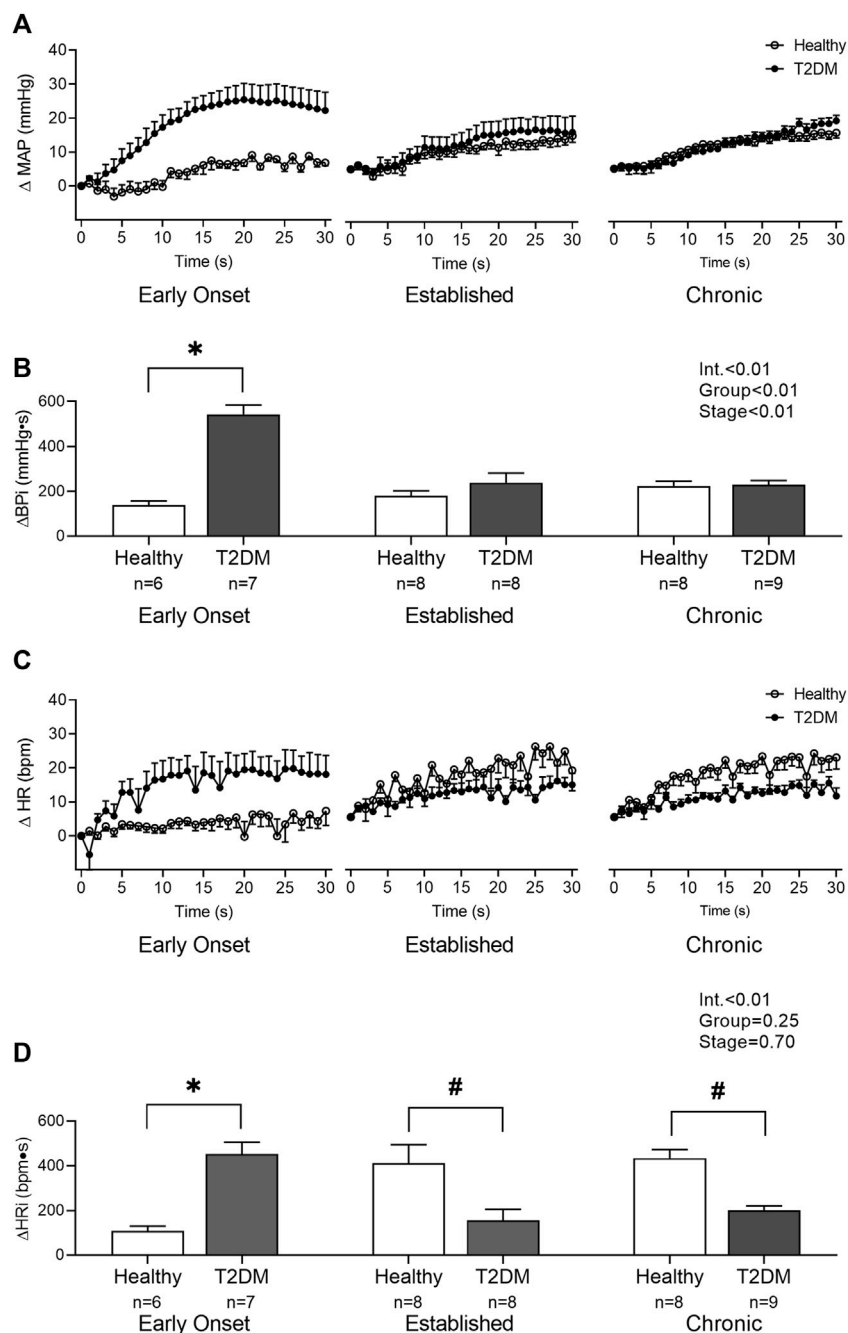 A
Δ MAP (mmHg)
40
30
20
10
0
Healthy
T2DM
0 5 10 15 20 25 30
0 5 10 15 20 25 30
0 5 10 15 20 25 30
Time (s)
Time (s)
Time (s)
Early Onset
Established
Chronic
B
ΔBPi (mmHg•s)
600
400
200
0
*
Int.<0.01
Group<0.01
Stage<0.01
Healthy T2DM Healthy T2DM Healthy T2DM
n=6 n=7 n=8 n=8 n=8 n=9
Early Onset
Established
Chronic
C
Δ HR (bpm)
40
30
20
10
0
Healthy
T2DM
0 5 10 15 20 25 30
0 5 10 15 20 25 30
0 5 10 15 20 25 30
Time (s)
Time (s)
Time (s)
Early Onset
Established
Chronic
Int.<0.01
Group=0.25
Stage=0.70
D
ΔHRi (bpm•s)
600
400
200
0
*
#
#
Healthy T2DM Healthy T2DM Healthy T2DM
n=6 n=7 n=8 n=8 n=8 n=9
Early Onset
Established
Chronic